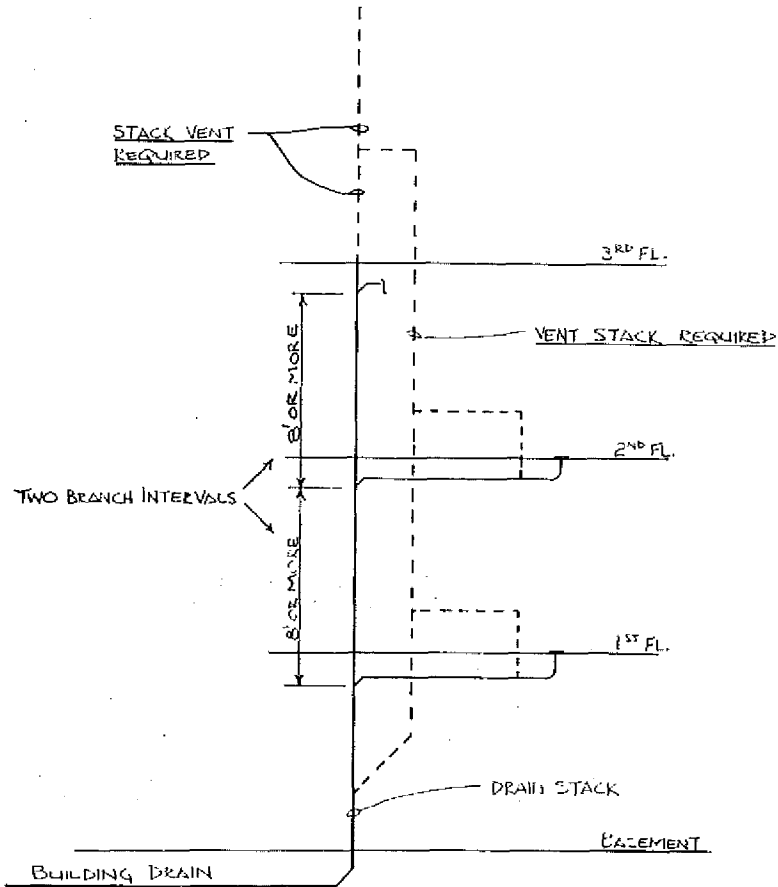 STACK VENT
REQUIRED
3RD FL.
VENT STACK REQUIRED
8' OR MORE
2ND FL.
TWO BRANCH INTERVALS
8' OR MORE
1ST FL.
DRAIN STACK
BASEMENT
BUILDING DRAIN